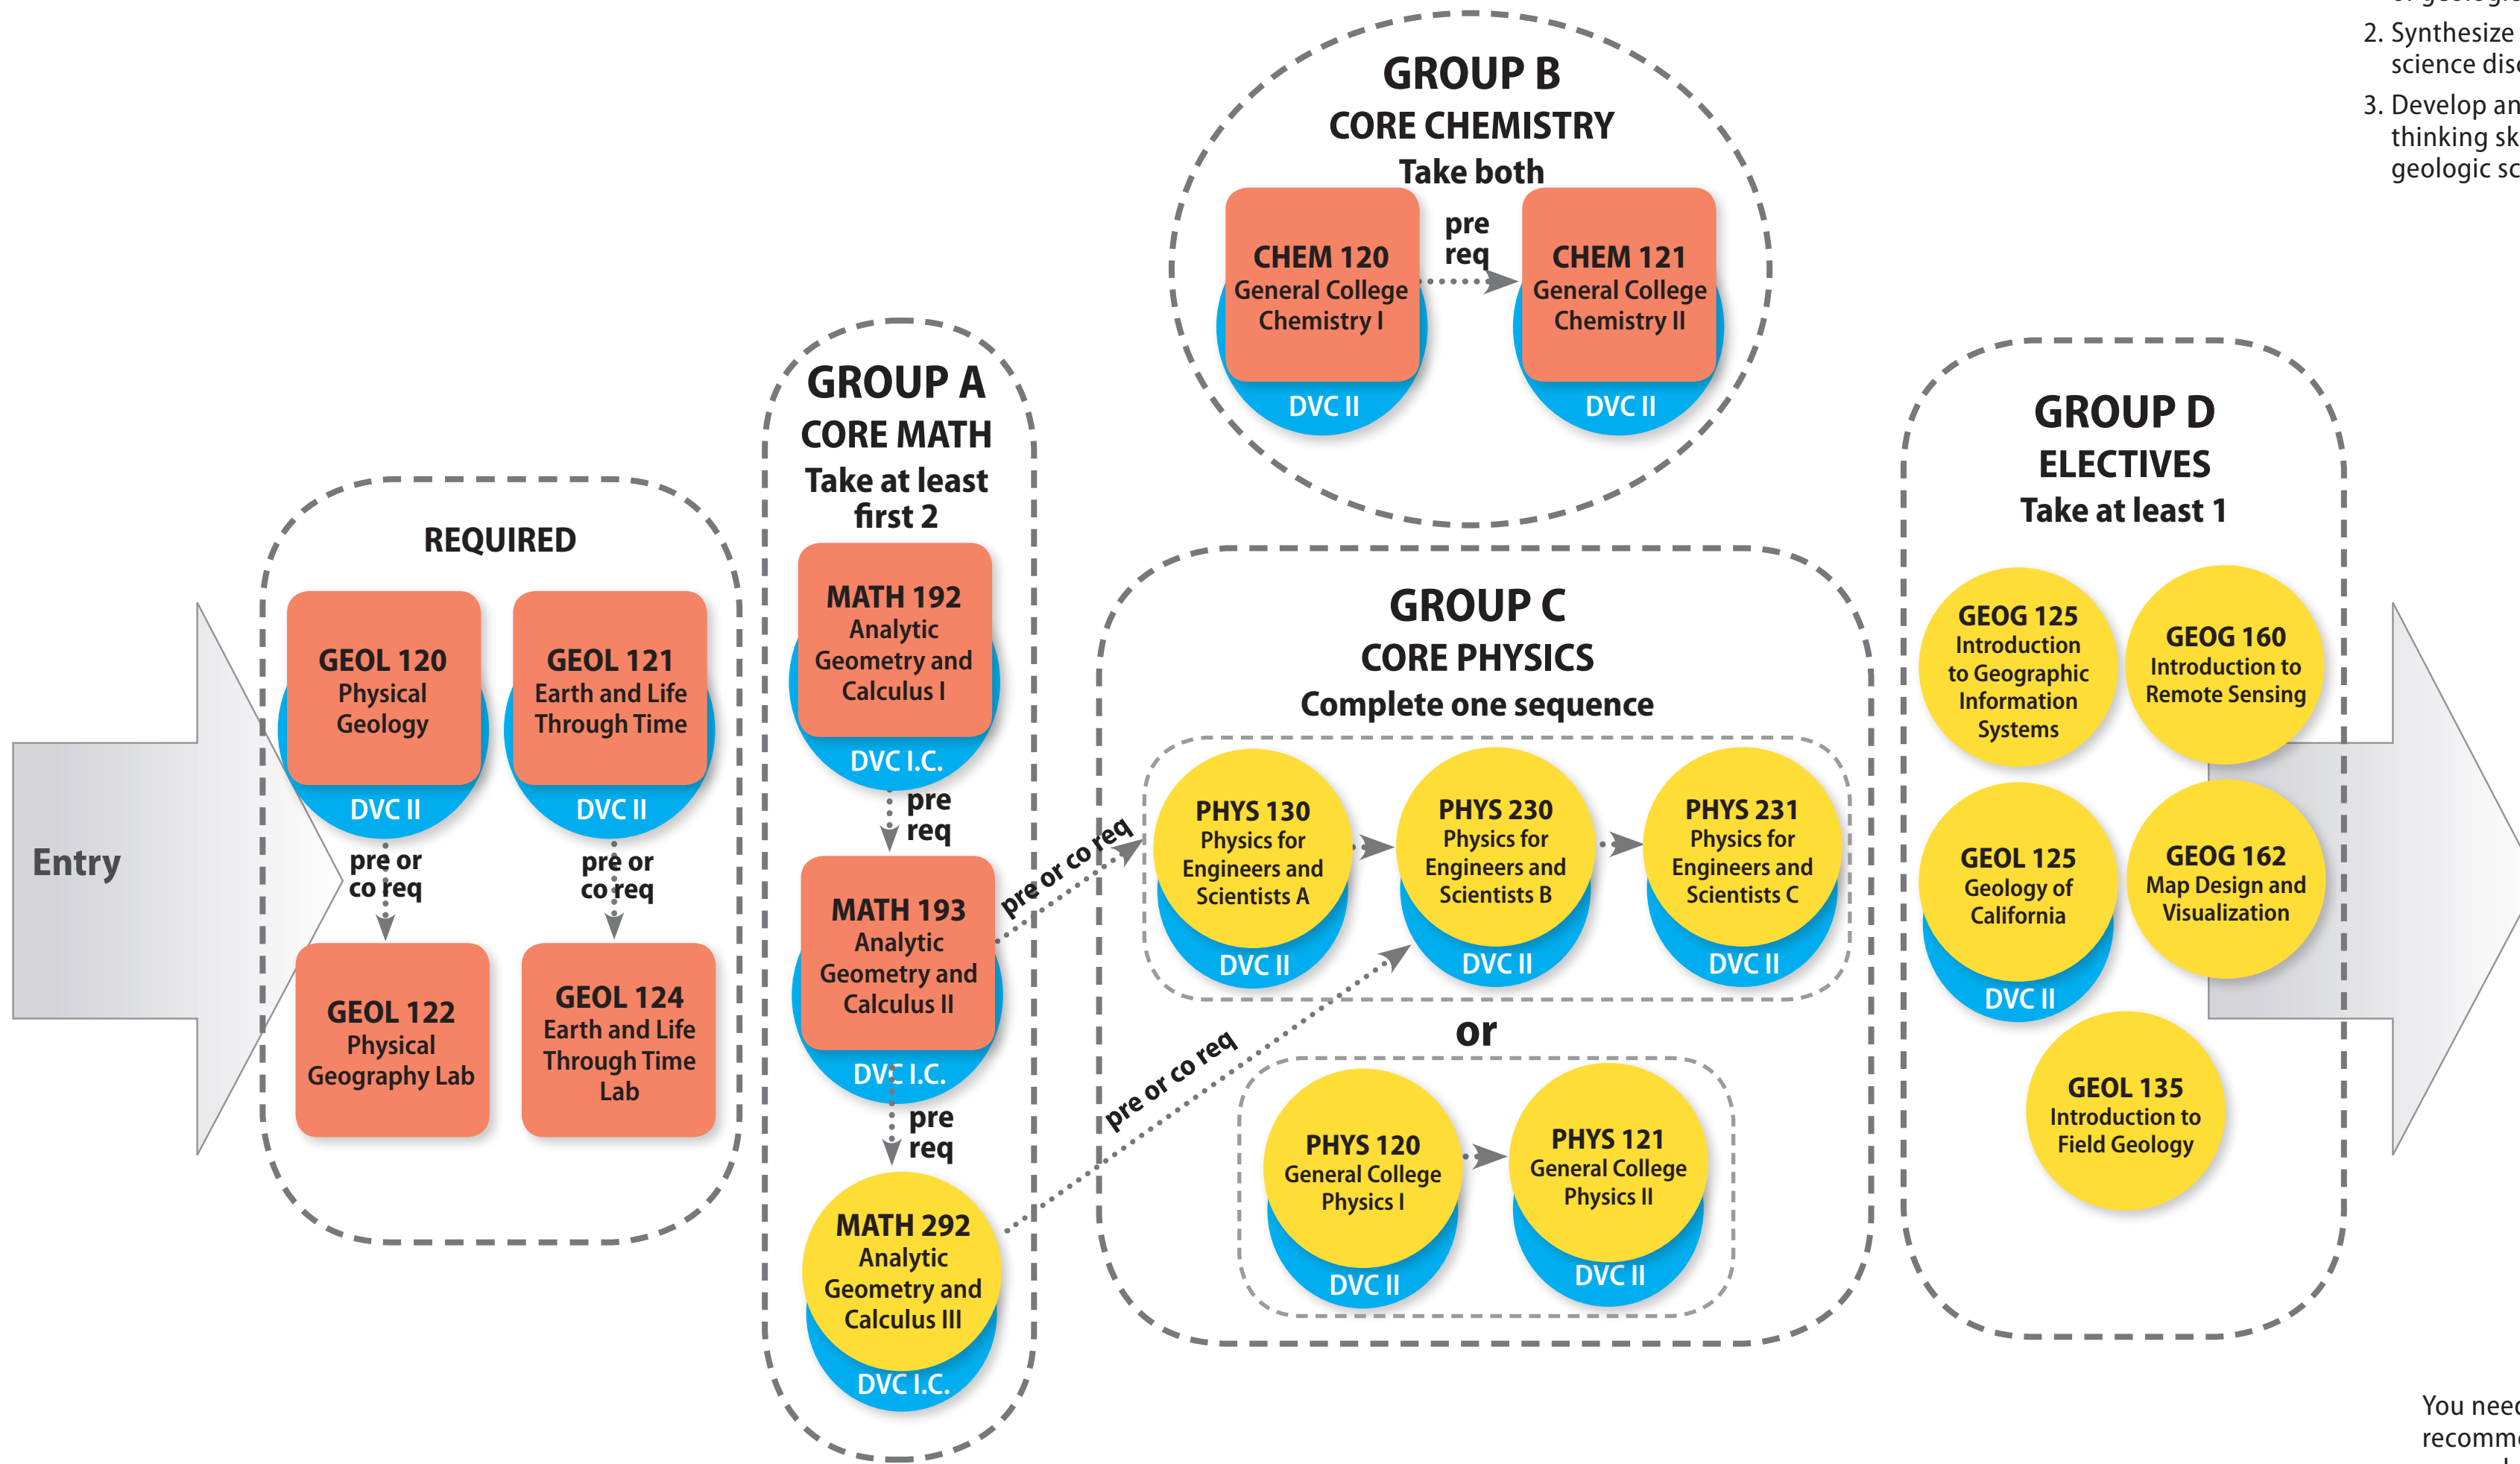 of geologic
2. Synthesize
science disc
3. Develop an
thinking sk
geologic sc
GROUP B
CORE CHEMISTRY
Take both
CHEM 120
General College
Chemistry I
DVC II
pre
req
CHEM 121
General College
Chemistry II
DVC II
Entry
REQUIRED
GEOL 120
Physical
Geology
DVC II
pre or
co req
GEOL 122
Physical
Geography Lab
GEOL 121
Earth and Life
Through Time
DVC II
pre or
co req
GEOL 124
Earth and Life
Through Time
Lab
GROUP A
CORE MATH
Take at least
first 2
MATH 192
Analytic
Geometry and
Calculus I
DVC I.C.
pre
req
MATH 193
Analytic
Geometry and
Calculus II
DVC I.C.
pre
req
MATH 292
Analytic
Geometry and
Calculus III
DVC I.C.
pre or co req
pre or co req
GROUP C
CORE PHYSICS
Complete one sequence
PHYS 130
Physics for
Engineers and
Scientists A
DVC II
PHYS 230
Physics for
Engineers and
Scientists B
DVC II
PHYS 231
Physics for
Engineers and
Scientists C
DVC II
or
PHYS 120
General College
Physics I
DVC II
PHYS 121
General College
Physics II
DVC II
GROUP D
ELECTIVES
Take at least 1
GEOG 125
Introduction
to Geographic
Information
Systems
GEOG 160
Introduction to
Remote Sensing
GEOL 125
Geology of
California
DVC II
GEOG 162
Map Design and
Visualization
GEOL 135
Introduction to
Field Geology
You need
recomme